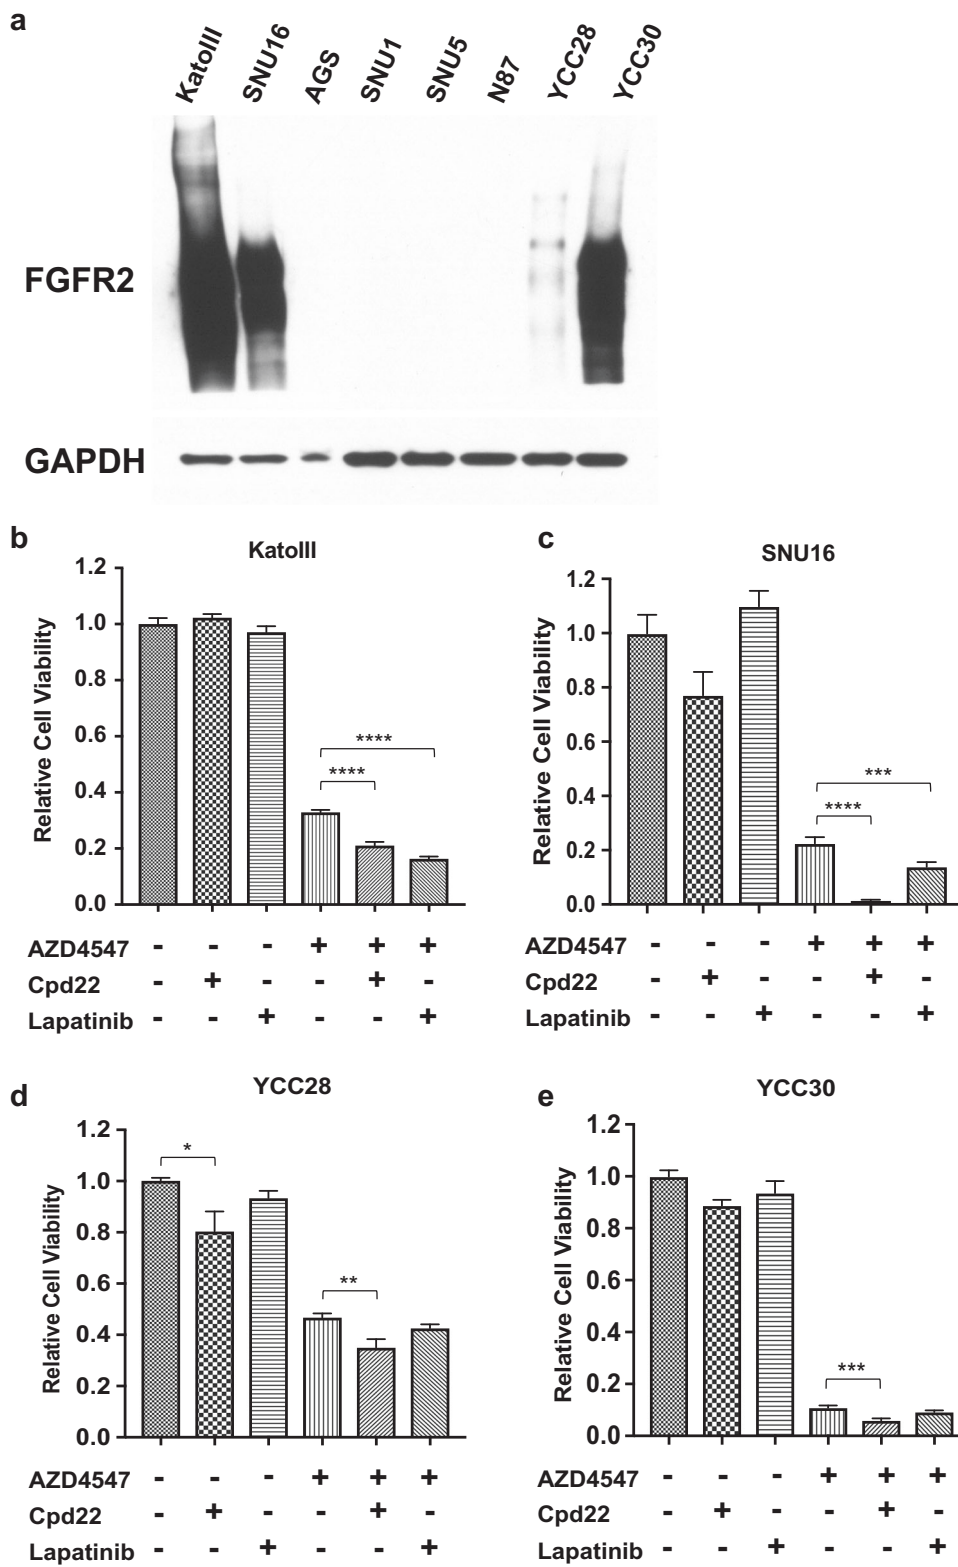 a
KatoIII SNU16 AGS SNU1 SNU5 N87 YCC28 YCC30
FGFR2
GAPDH
b
KatoIII
Relative Cell Viability
1.2
1.0
0.8
0.6
0.4
0.2
0.0
****
****
AZD4547 - - - + + +
Cpd22 - + - - + -
Lapatinib - - + - - +
c
SNU16
Relative Cell Viability
1.2
1.0
0.8
0.6
0.4
0.2
0.0
***
****
AZD4547 - - - + + +
Cpd22 - + - - + -
Lapatinib - - + - - +
d
YCC28
Relative Cell Viability
1.2
1.0
0.8
0.6
0.4
0.2
0.0
*
**
AZD4547 - - - + + +
Cpd22 - + - - + -
Lapatinib - - + - - +
e
YCC30
Relative Cell Viability
1.2
1.0
0.8
0.6
0.4
0.2
0.0
***
AZD4547 - - - + + +
Cpd22 - + - - + -
Lapatinib - - + - - +